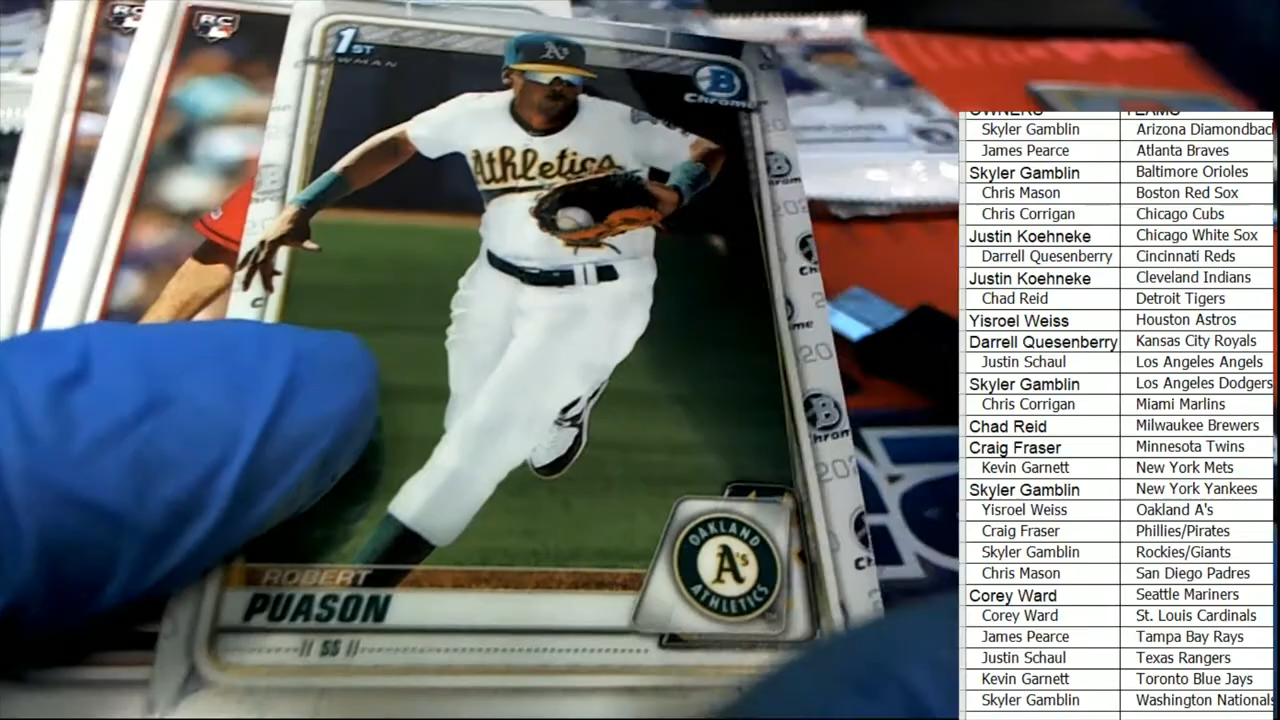 RC
RC
1ST
BOWMAN
A's
B
Chrome
Athletics
OAKLAND
A's
ATHLETICS
ROBERT
PUASON
SS
OWNERS TEAMS
Skyler Gamblin Arizona Diamondbac
James Pearce Atlanta Braves
Skyler Gamblin Baltimore Orioles
Chris Mason Boston Red Sox
Chris Corrigan Chicago Cubs
Justin Koehneke Chicago White Sox
Darrell Quesenberry Cincinnati Reds
Justin Koehneke Cleveland Indians
Chad Reid Detroit Tigers
Yisroel Weiss Houston Astros
Darrell Quesenberry Kansas City Royals
Justin Schaul Los Angeles Angels
Skyler Gamblin Los Angeles Dodgers
Chris Corrigan Miami Marlins
Chad Reid Milwaukee Brewers
Craig Fraser Minnesota Twins
Kevin Garnett New York Mets
Skyler Gamblin New York Yankees
Yisroel Weiss Oakland A's
Craig Fraser Phillies/Pirates
Skyler Gamblin Rockies/Giants
Chris Mason San Diego Padres
Corey Ward Seattle Mariners
Corey Ward St. Louis Cardinals
James Pearce Tampa Bay Rays
Justin Schaul Texas Rangers
Kevin Garnett Toronto Blue Jays
Skyler Gamblin Washington Nationals